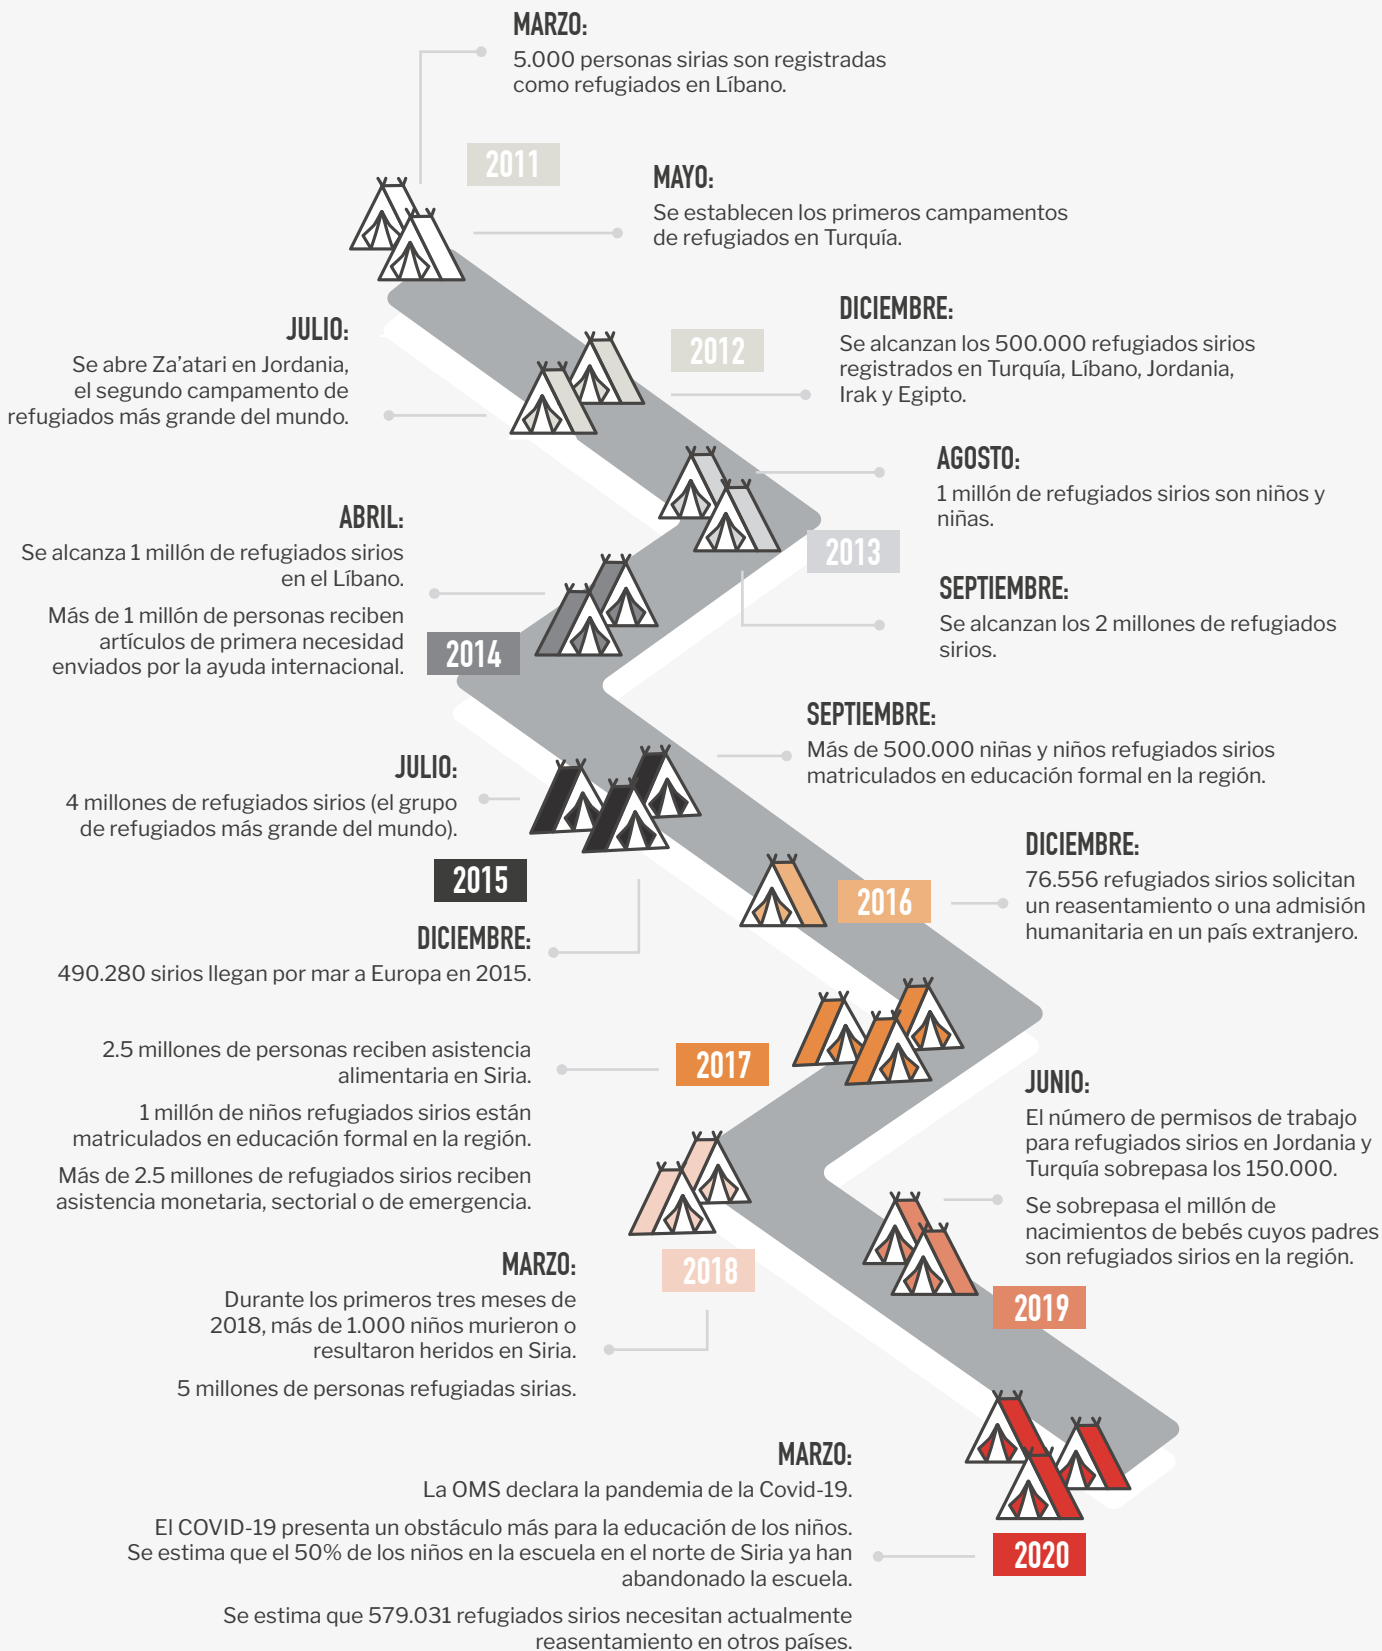 MARZO:
5.000 personas sirias son registradas
como refugiados en Líbano.
2011
MAYO:
Se establecen los primeros campamentos
de refugiados en Turquía.
JULIO:
Se abre Za’atari en Jordania,
el segundo campamento de
refugiados más grande del mundo.
2012
DICIEMBRE:
Se alcanzan los 500.000 refugiados sirios
registrados en Turquía, Líbano, Jordania,
Irak y Egipto.
AGOSTO:
1 millón de refugiados sirios son niños y
niñas.
2013
SEPTIEMBRE:
Se alcanzan los 2 millones de refugiados
sirios.
ABRIL:
Se alcanza 1 millón de refugiados sirios
en el Líbano.
Más de 1 millón de personas reciben
artículos de primera necesidad
enviados por la ayuda internacional.
2014
SEPTIEMBRE:
Más de 500.000 niñas y niños refugiados sirios
matriculados en educación formal en la región.
JULIO:
4 millones de refugiados sirios (el grupo
de refugiados más grande del mundo).
2015
DICIEMBRE:
490.280 sirios llegan por mar a Europa en 2015.
2016
DICIEMBRE:
76.556 refugiados sirios solicitan
un reasentamiento o una admisión
humanitaria en un país extranjero.
2.5 millones de personas reciben asistencia
alimentaria en Siria.
1 millón de niños refugiados sirios están
matriculados en educación formal en la región.
Más de 2.5 millones de refugiados sirios reciben
asistencia monetaria, sectorial o de emergencia.
2017
JUNIO:
El número de permisos de trabajo
para refugiados sirios en Jordania y
Turquía sobrepasa los 150.000.
Se sobrepasa el millón de
nacimientos de bebés cuyos padres
son refugiados sirios en la región.
2019
MARZO:
Durante los primeros tres meses de
2018, más de 1.000 niños murieron o
resultaron heridos en Siria.
5 millones de personas refugiadas sirias.
2018
MARZO:
La OMS declara la pandemia de la Covid-19.
El COVID-19 presenta un obstáculo más para la educación de los niños.
Se estima que el 50% de los niños en la escuela en el norte de Siria ya han
abandonado la escuela.
Se estima que 579.031 refugiados sirios necesitan actualmente
reasentamiento en otros países.
2020